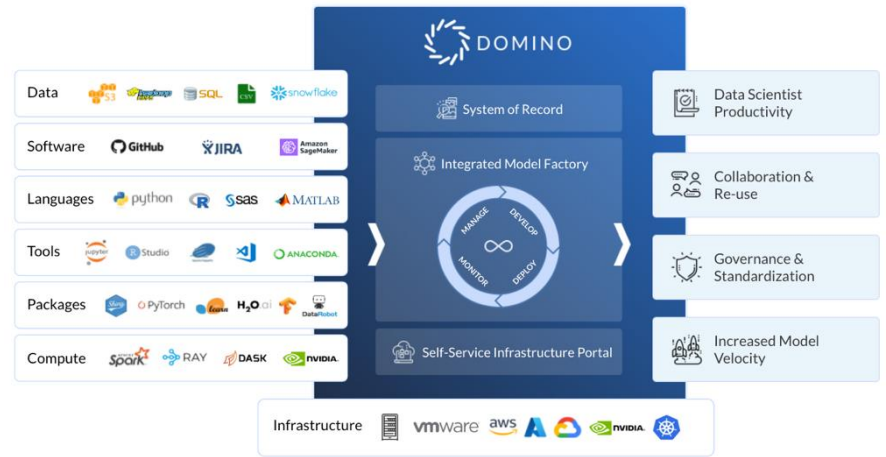 DOMINO
Data S3 hadoop SQL CSV snowflake
Software GitHub JIRA Amazon SageMaker
Languages python R sas MATLAB
Tools jupyter R Studio ANACONDA
Packages Shiny PyTorch learn H2O.ai DataRobot
Compute Spark RAY DASK NVIDIA
System of Record
Integrated Model Factory
MANAGE DEVELOP
MONITOR DEPLOY
Self-Service Infrastructure Portal
Data Scientist
Productivity
Collaboration &
Re-use
Governance &
Standardization
Increased Model
Velocity
Infrastructure vmware aws NVIDIA